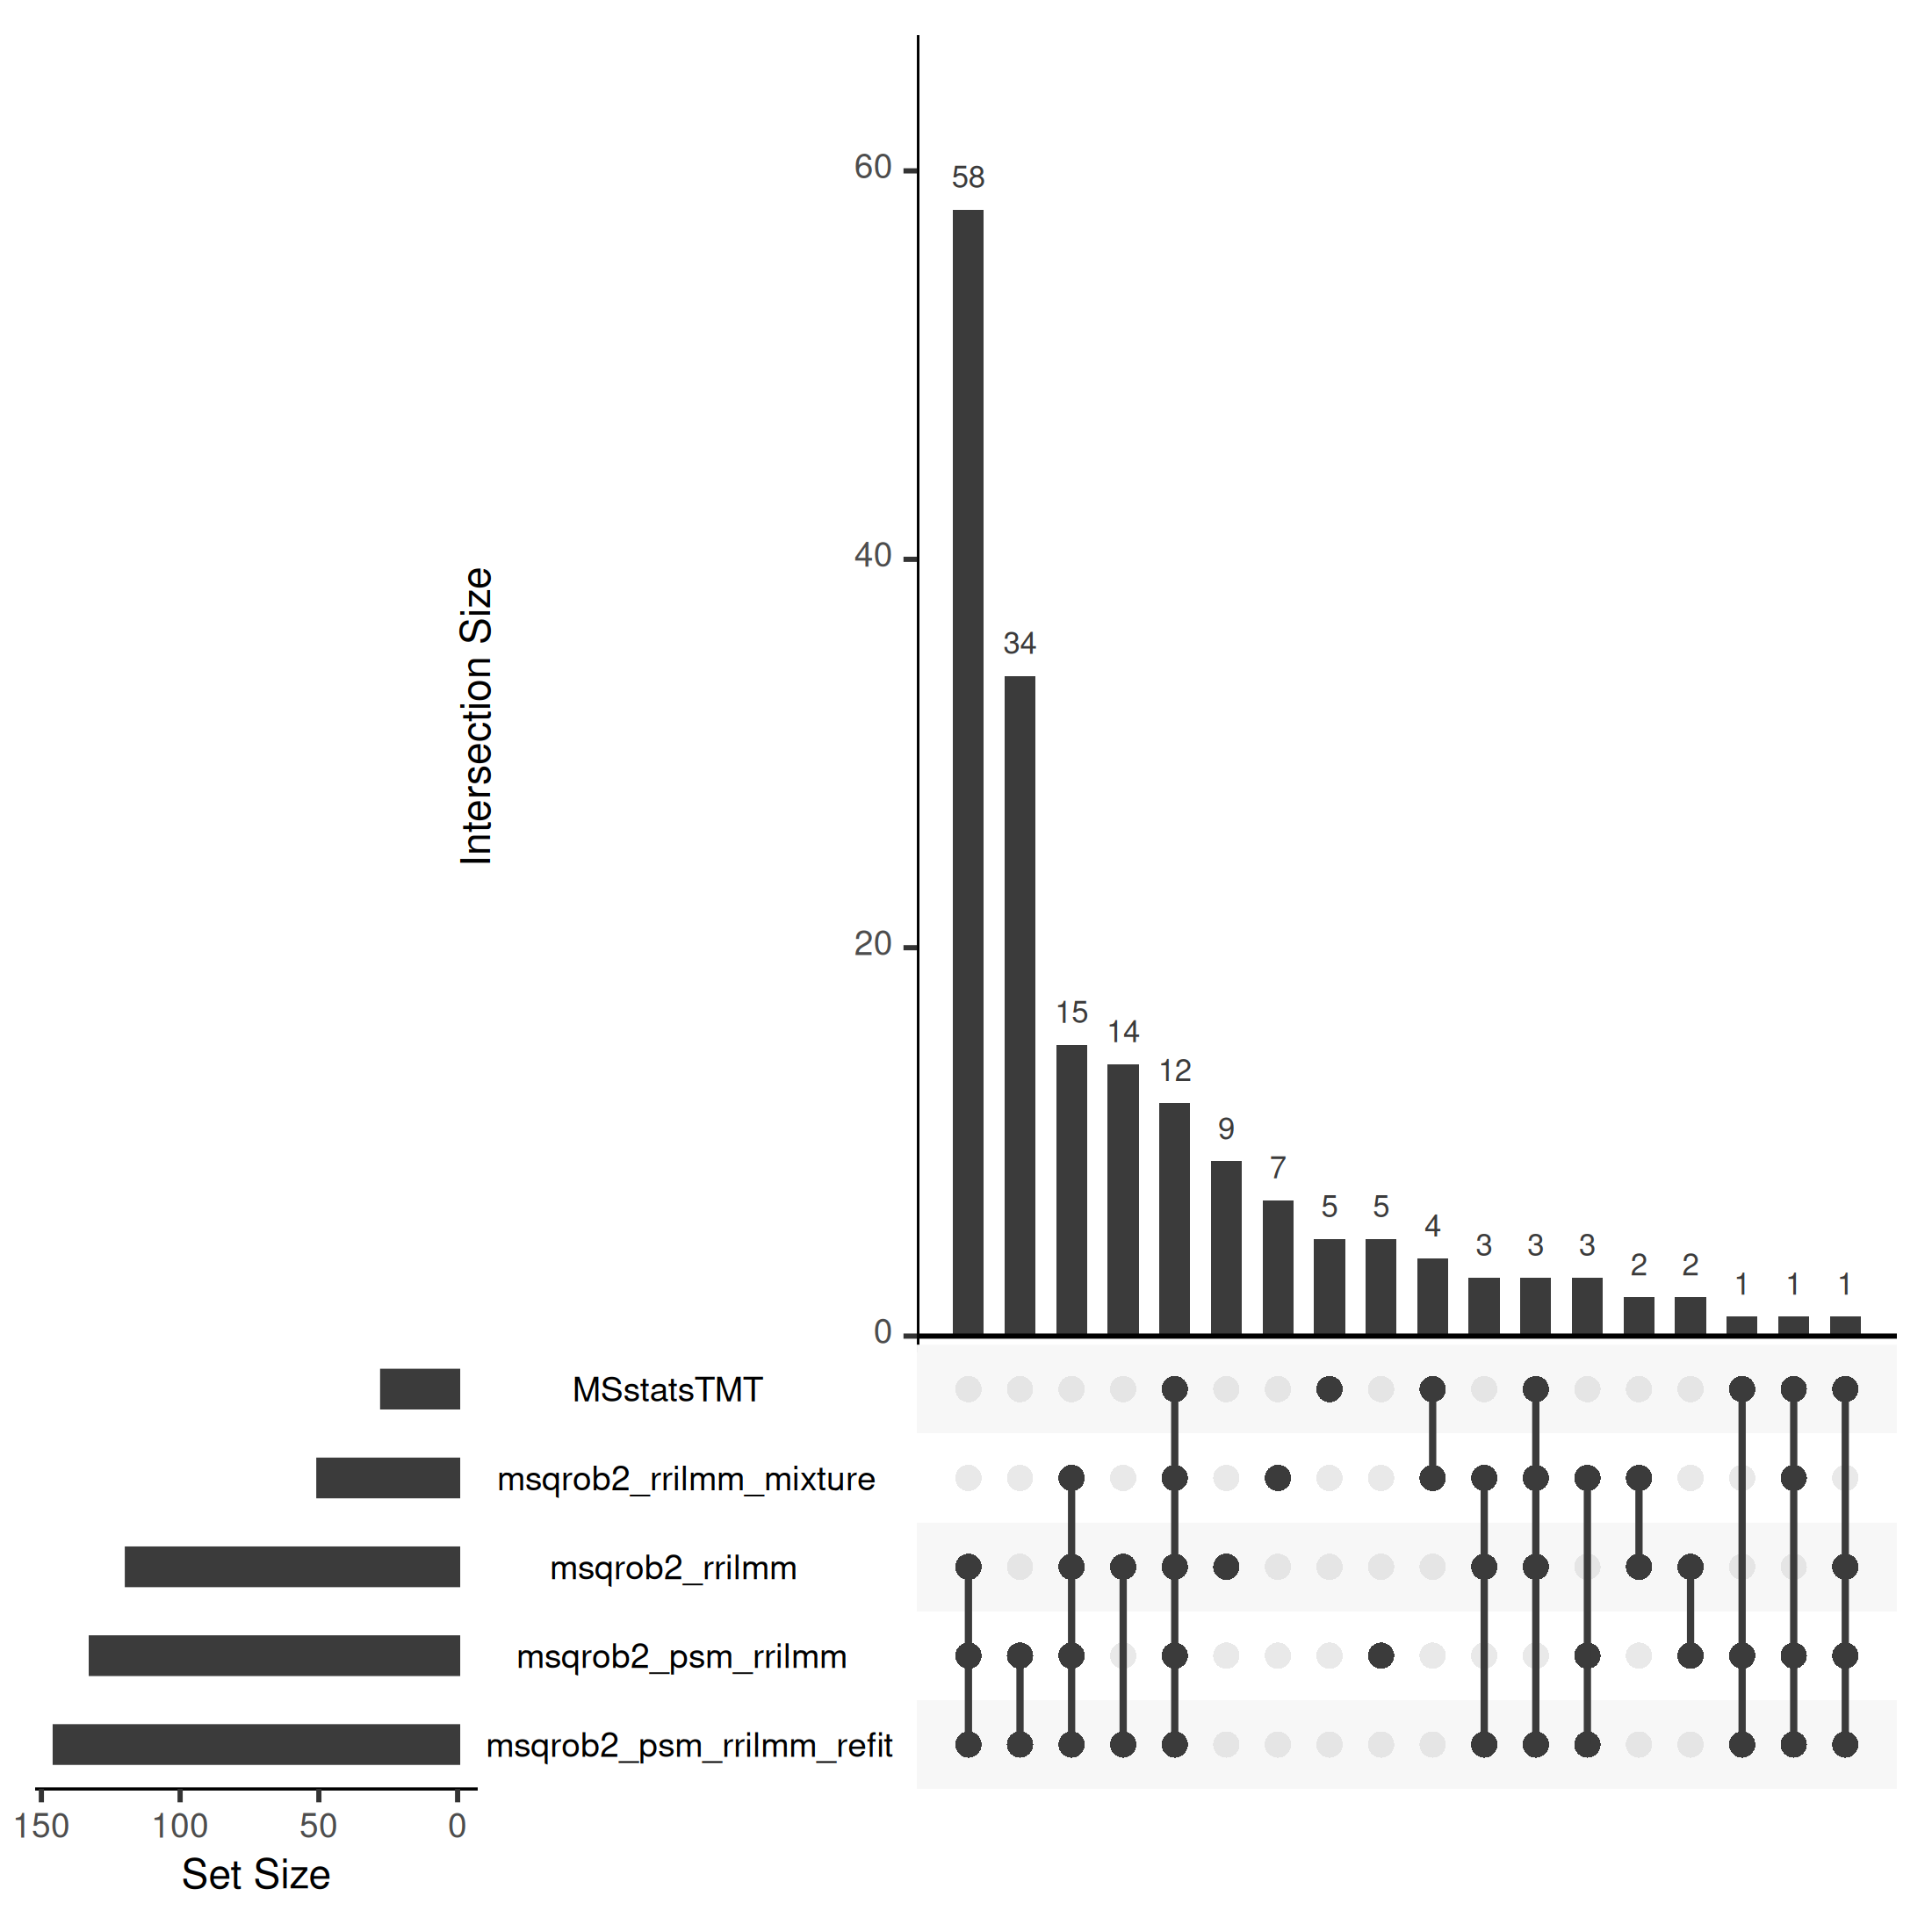 Intersection Size
60
40
20
0
58
34
15
14
12
9
7
5
5
4
3
3
3
2
2
1
1
1
MSstatsTMT
msqrob2_rrilmm_mixture
msqrob2_rrilmm
msqrob2_psm_rrilmm
msqrob2_psm_rrilmm_refit
150 100 50 0
Set Size